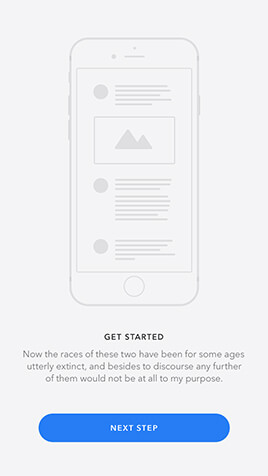 GET STARTED
Now the races of these two have been for some ages
utterly extinct, and besides to discourse any further
of them would not be at all to my purpose.
NEXT STEP